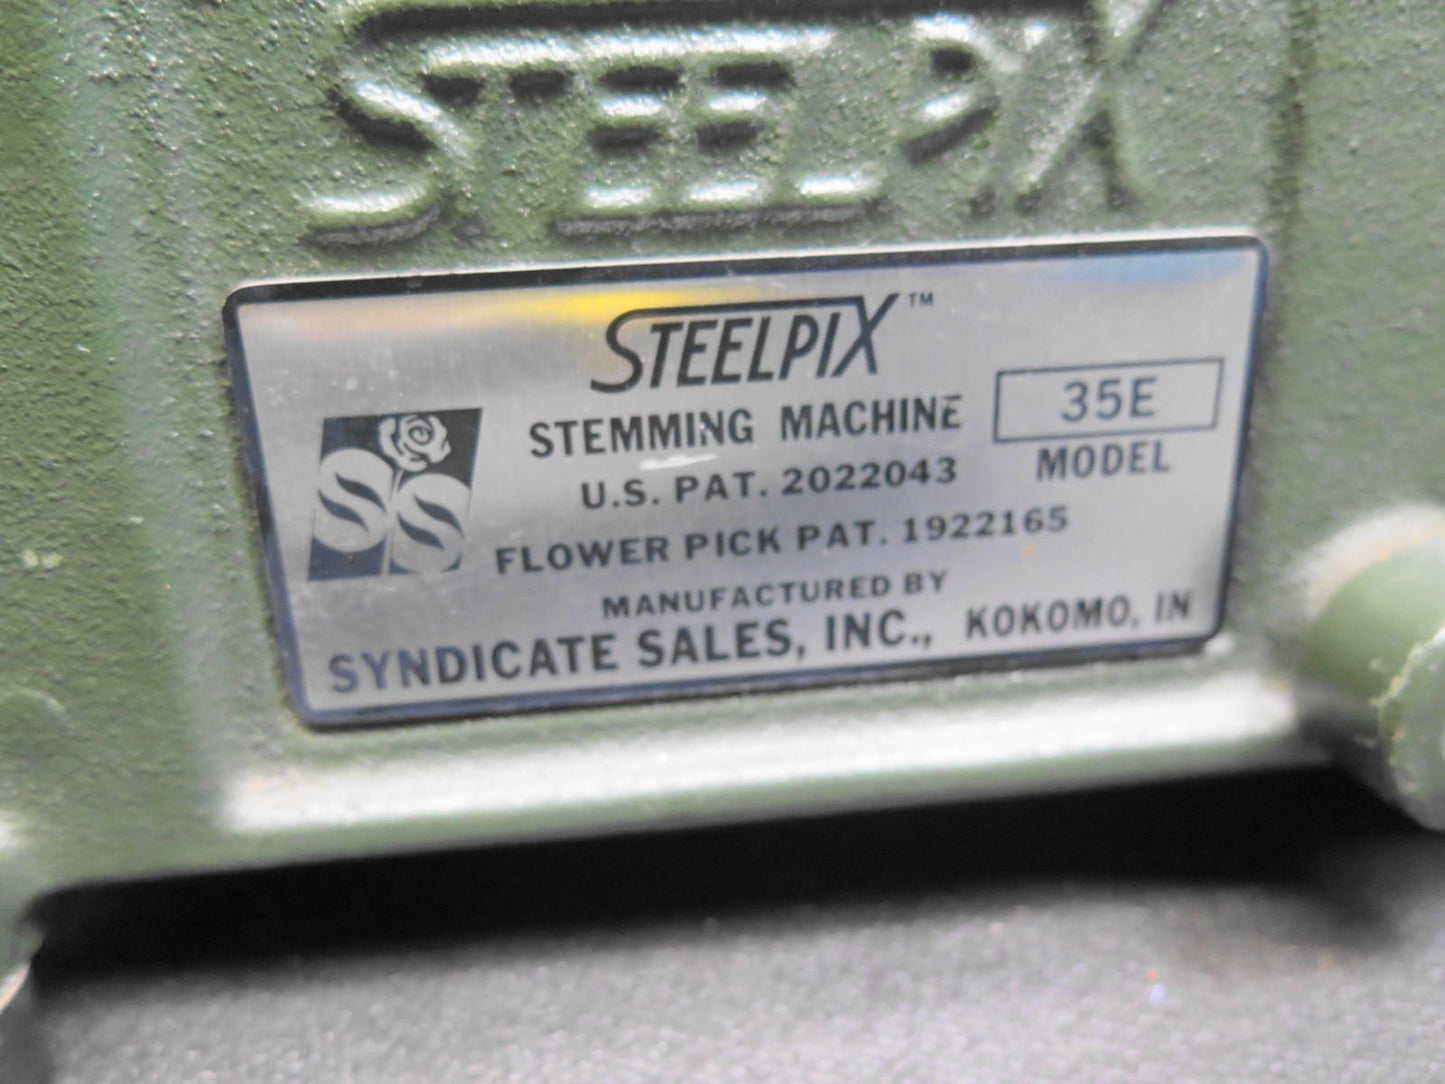 STEELPIX
STEELPIX™
STEMMING MACHINE
35E
MODEL
U.S. PAT. 2022043
FLOWER PICK PAT. 1922165
MANUFACTURED BY
SYNDICATE SALES, INC., KOKOMO, IN
SS